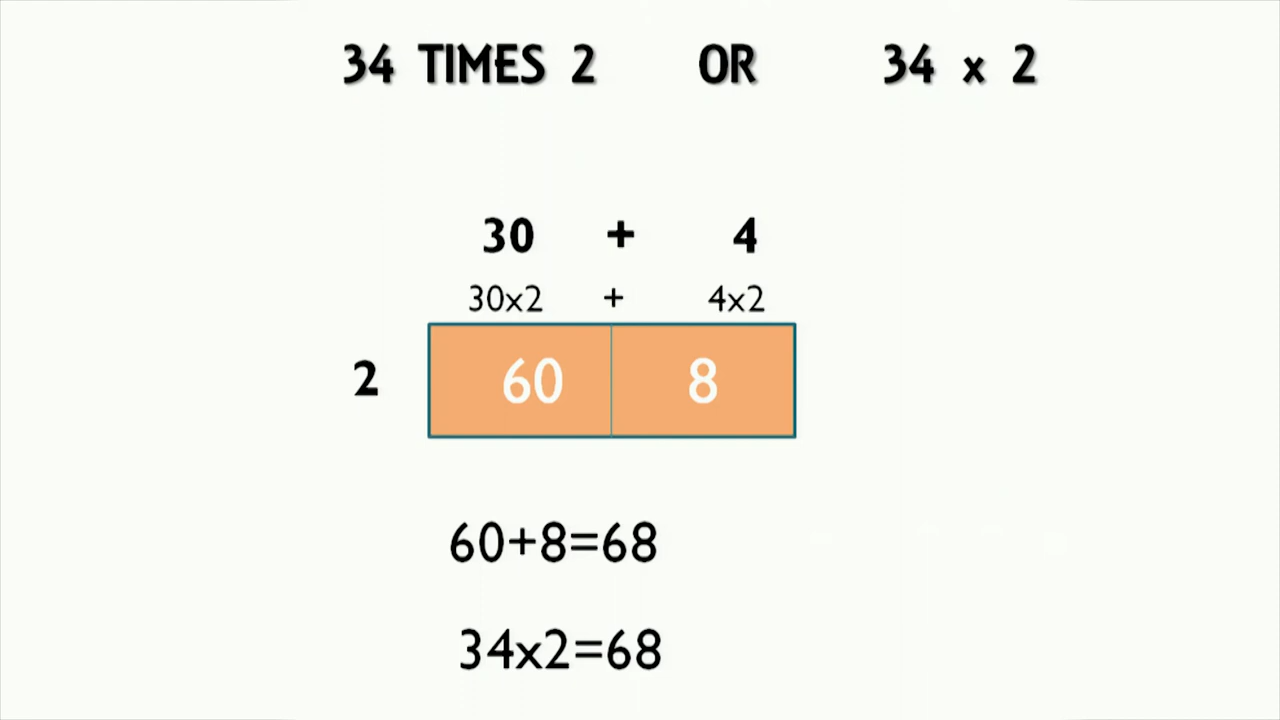 34 TIMES 2 OR 34 x 2
30 + 4
30x2 + 4x2
2 60 8
60+8=68
34x2=68